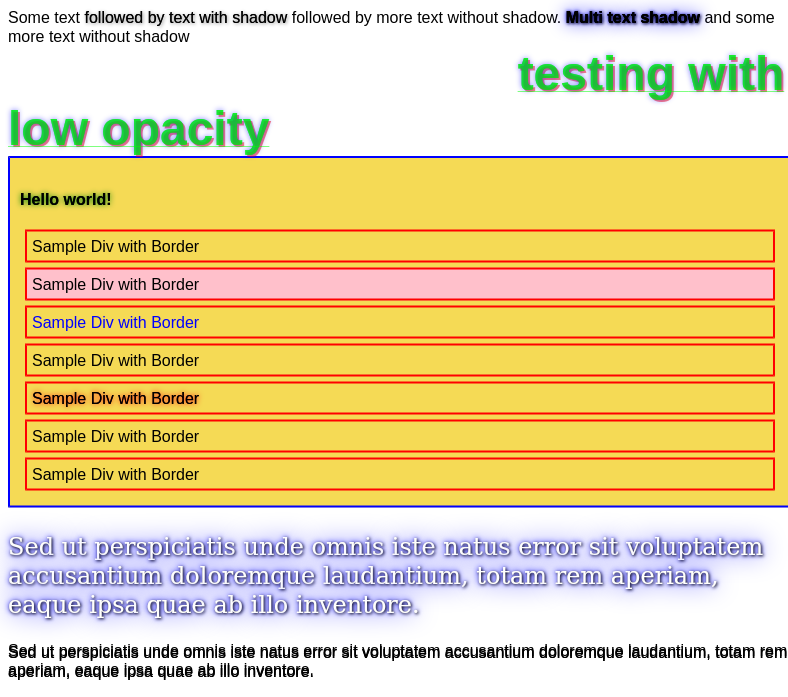 Some text followed by text with shadow followed by more text without shadow. Multi text shadow and some
more text without shadow
testing with
low opacity
Hello world!
Sample Div with Border
Sample Div with Border
Sample Div with Border
Sample Div with Border
Sample Div with Border
Sample Div with Border
Sample Div with Border
Sed ut perspiciatis unde omnis iste natus error sit voluptatem
accusantium doloremque laudantium, totam rem aperiam,
eaque ipsa quae ab illo inventore.
Sed ut perspiciatis unde omnis iste natus error sit voluptatem accusantium doloremque laudantium, totam rem
aperiam, eaque ipsa quae ab illo inventore.